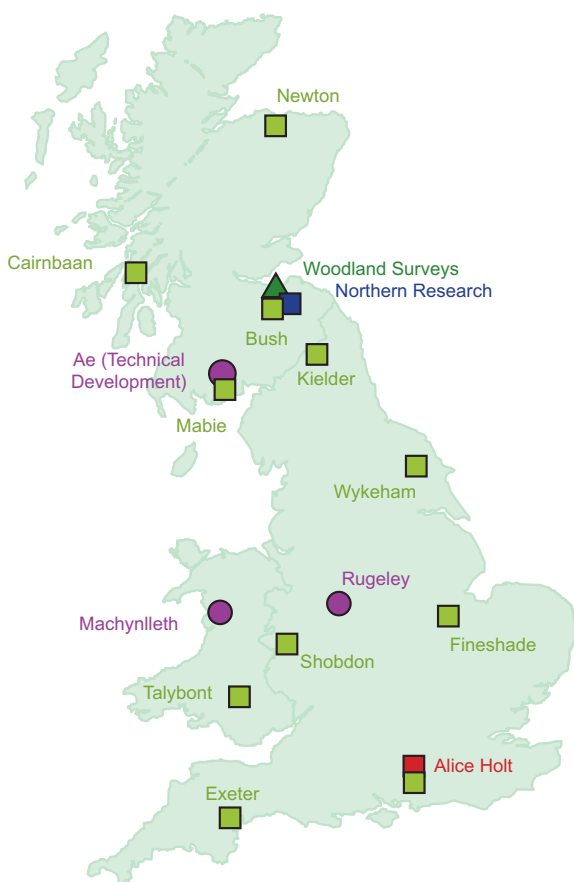 Newton
Cairnbaan
Woodland Surveys
Northern Research
Bush
Ae (Technical
Development)
Kielder
Mabie
Wykeham
Rugeley
Machynlleth
Fineshade
Shobdon
Talybont
Alice Holt
Exeter